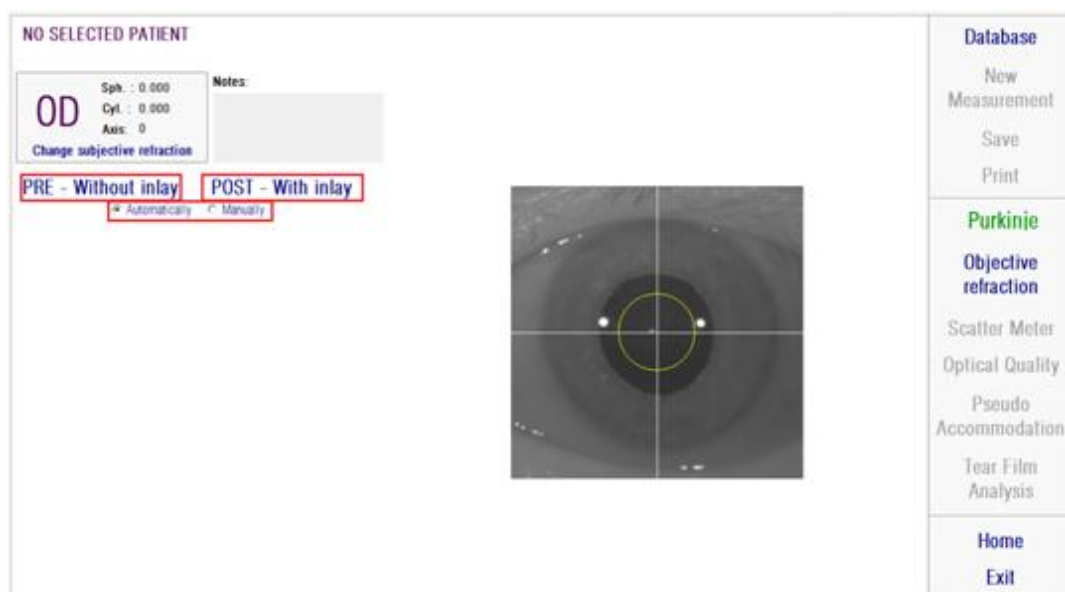 NO SELECTED PATIENT
OD
Sph. : 0.000
Cyl. : 0.000
Axis: 0
Change subjective refraction
Notes:
PRE - Without inlay
POST - With inlay
Automatically
Manually
Database
New
Measurement
Save
Print
Purkinje
Objective
refraction
Scatter Meter
Optical Quality
Pseudo
Accommodation
Tear Film
Analysis
Home
Exit